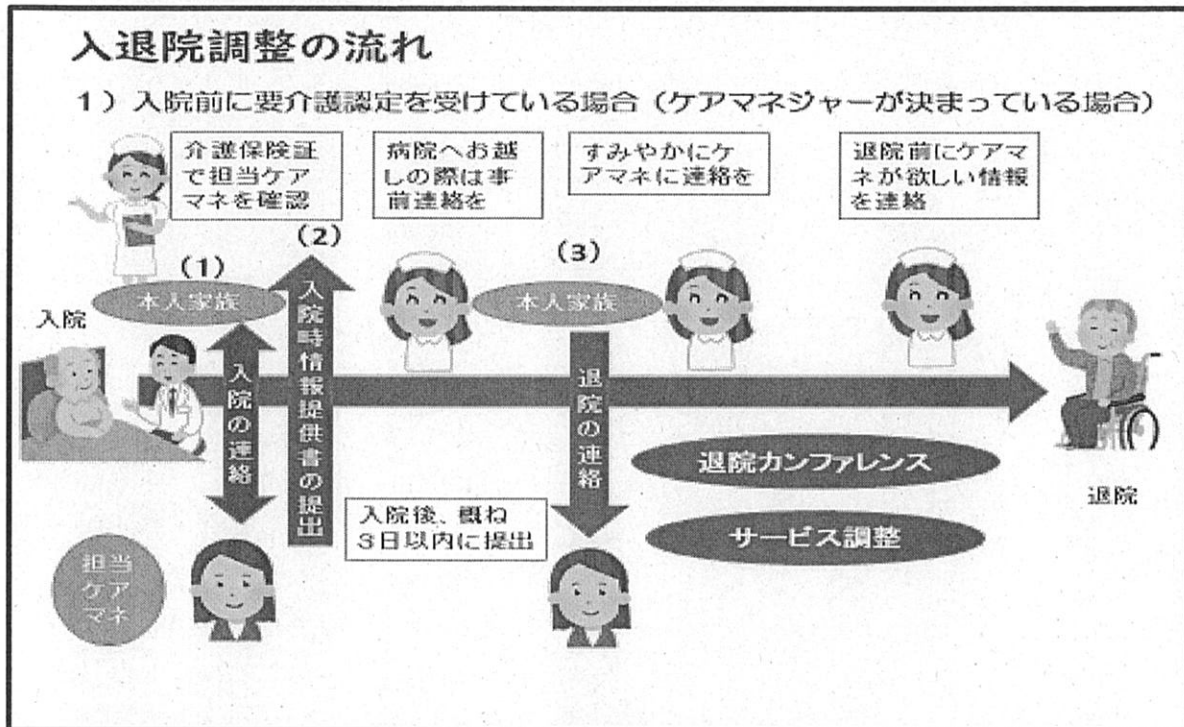 入退院調整の流れ
1）入院前に要介護認定を受けている場合（ケアマネジャーが決まっている場合）
介護保険証
で担当ケア
マネを確認
病院へお越
しの際は事
前連絡を
すみやかにケ
アマネに連絡を
退院前にケアマ
ネが欲しい情報
を連絡
（1）
（2）
（3）
本人家族
本人家族
入院
入院の連絡
入院時情報提供書の提出
退院の連絡
退院カンファレンス
サービス調整
退院
入院後、概ね
3日以内に提出
担当
ケア
マネ